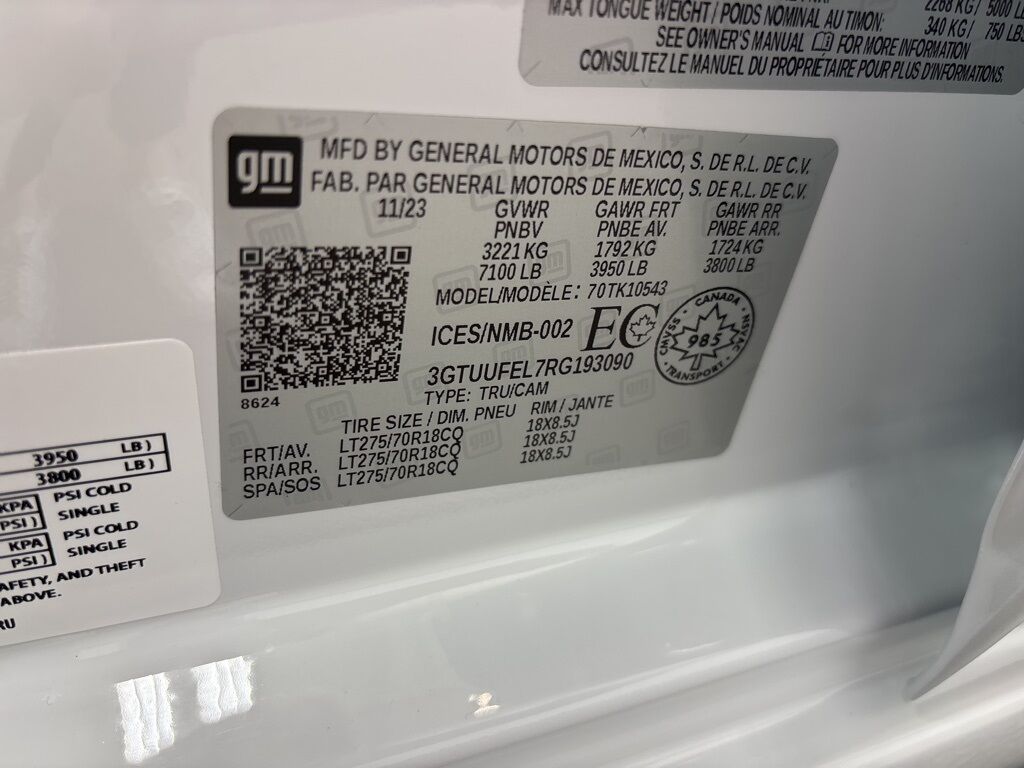 2268 KG / 5000
MAX TONGUE WEIGHT / POIDS NOMINAL AU TIMON: 340 KG / 750 LBS
SEE OWNER'S MANUAL FOR MORE INFORMATION
CONSULTEZ LE MANUEL DU PROPRIÉTAIRE POUR PLUS D'INFORMATIONS.
gm
MFD BY GENERAL MOTORS DE MEXICO, S. DE R.L. DE C.V.
FAB. PAR GENERAL MOTORS DE MEXICO, S. DE R.L. DE C.V.
11/23 GVWR GAWR FRT GAWR RR
PNBV PNBE AV. PNBE ARR.
3221 KG 1792 KG 1724 KG
7100 LB 3950 LB 3800 LB
MODEL/MODÈLE: 70TK10543
ICES/NMB-002 EC
CANADA
CMVSS 985 NSVAC
TRANSPORT
3GTUUFEL7RG193090
TYPE: TRU/CAM
8624
TIRE SIZE / DIM. PNEU RIM / JANTE
FRT/AV. LT275/70R18CQ 18X8.5J
RR/ARR. LT275/70R18CQ 18X8.5J
SPA/SOS LT275/70R18CQ 18X8.5J
3950 LB )
3800 LB )
KPA PSI COLD
PSI ) SINGLE
KPA PSI COLD
PSI ) SINGLE
AFETY, AND THEFT
ABOVE.
RU